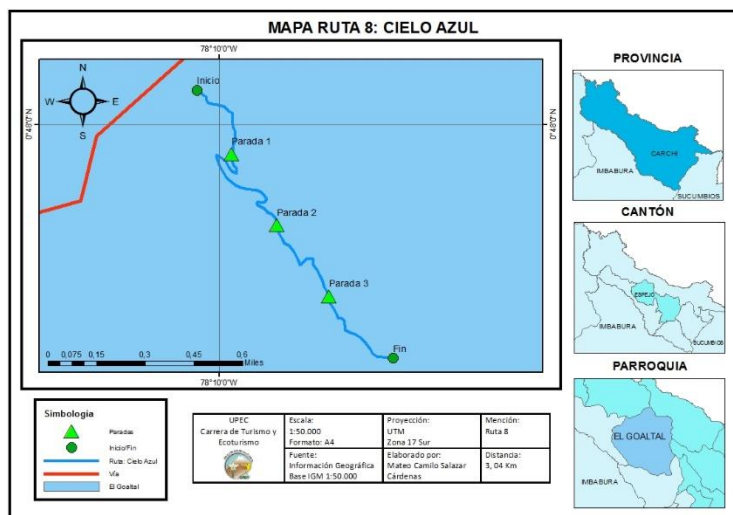 MAPA RUTA 8: CIELO AZUL
78°10'0"W
N
W E
S
Inicio
0°48'0"N
0°48'0"N
Parada 1
Parada 2
Parada 3
Fin
0 0,075 0,15 0,3 0,45 0,6
Miles
78°10'0"W
PROVINCIA
CARCHI
IMBABURA
SUCUMBIOS
CANTÓN
ESPEJO
IMBABURA
SUCUMBIOS
PARROQUIA
EL GOALTAL
IMBABURA
Simbología
Paradas
Inicio/Fin
Ruta: Cielo Azul
Vía
El Goaltal
UPEC
Carrera de Turismo y
Ecoturismo
Escala:
1:50.000
Formato: A4
Fuente:
Información Geográfica
Base IGM 1:50.000
Proyección:
UTM
Zona 17 Sur
Elaborado por:
Mateo Camilo Salazar
Cárdenas
Mención:
Ruta 8
Distancia:
3, 04 Km